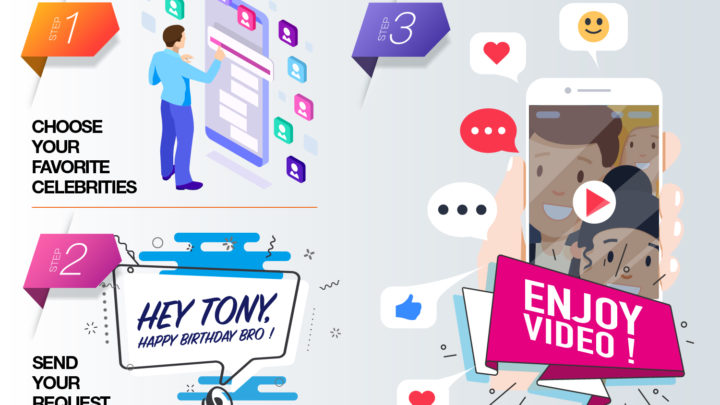 STEP 1
CHOOSE
YOUR
FAVORITE
CELEBRITIES
STEP 2
HEY TONY,
HAPPY BIRTHDAY BRO !
SEND
YOUR
REQUEST
STEP 3
ENJOY
VIDEO !